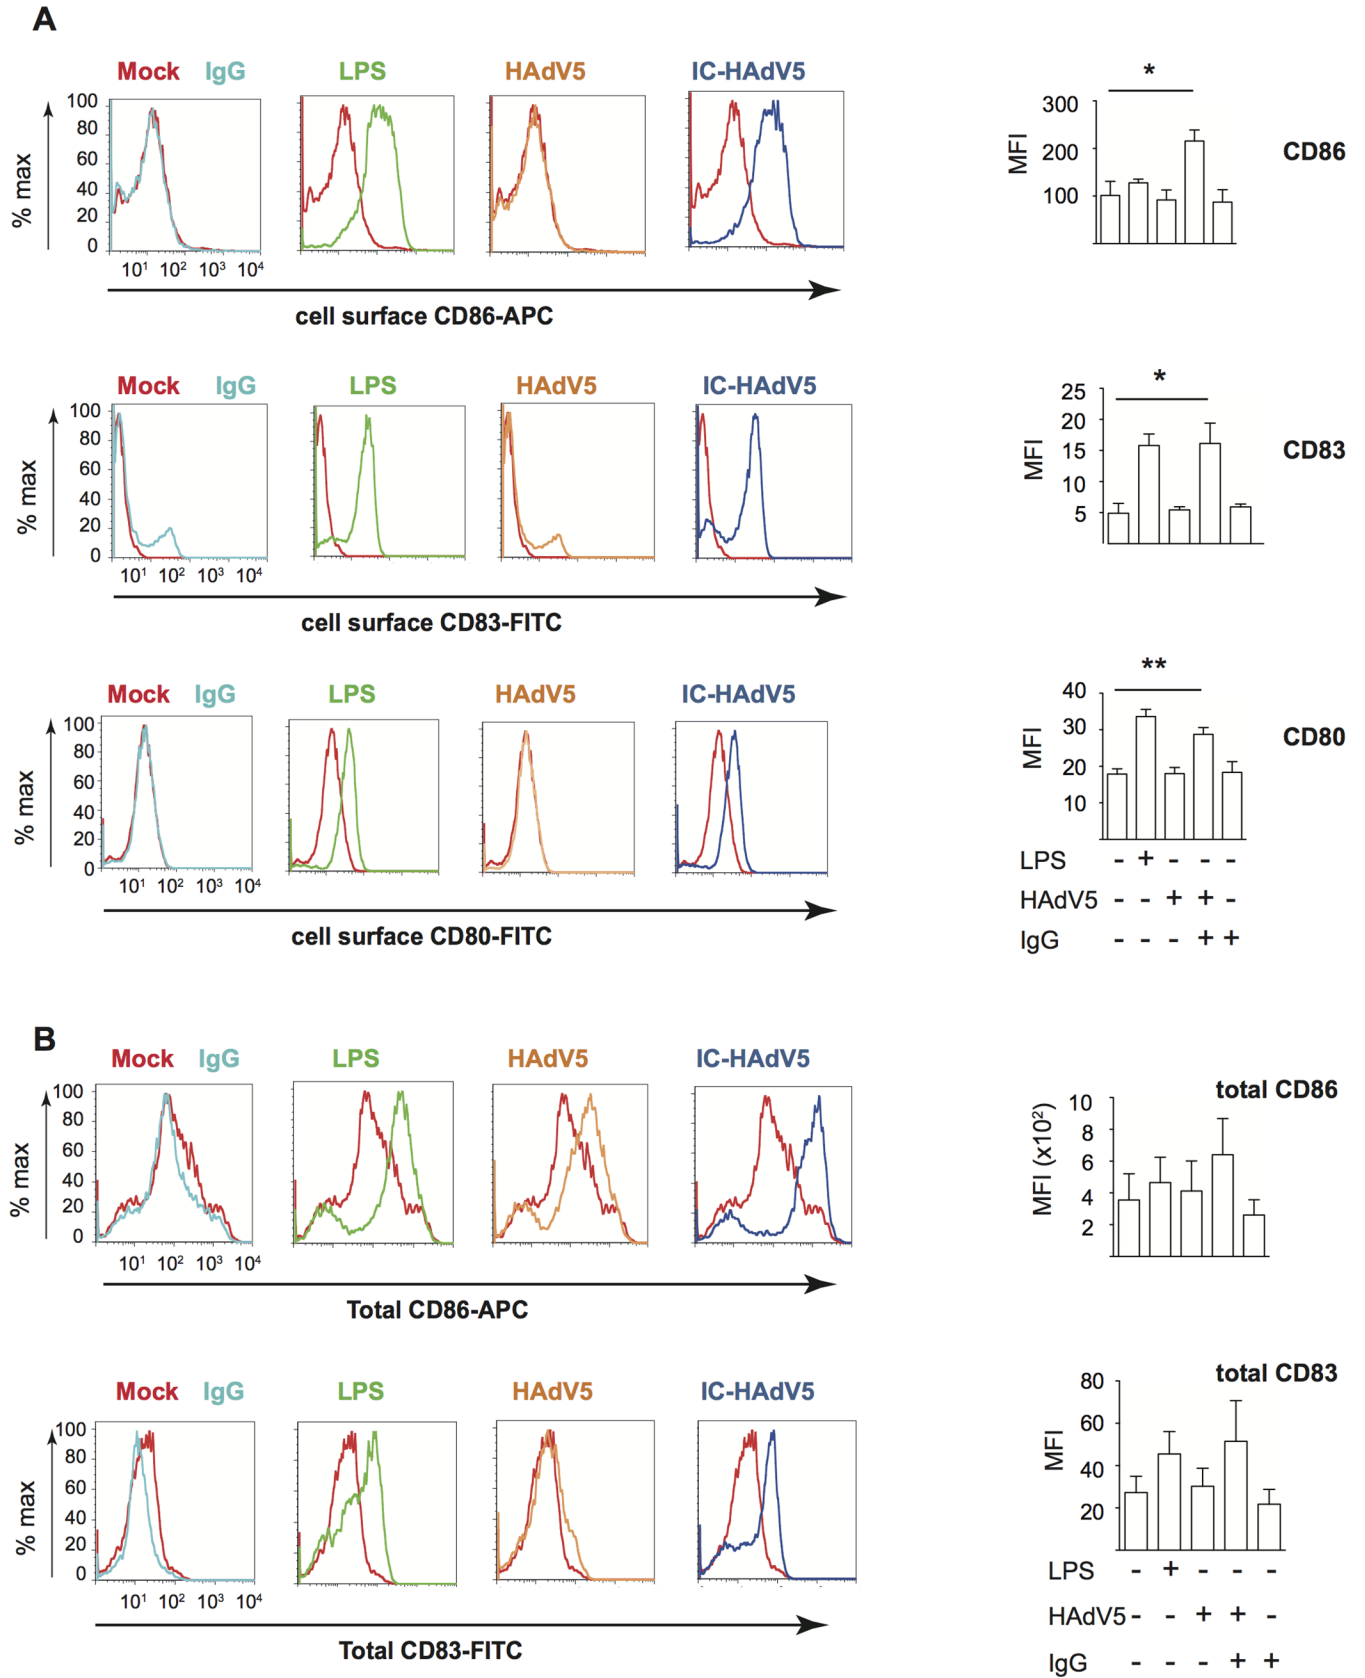 A
Mock IgG LPS HAdV5 IC-HAdV5 *
% max 100 80 60 40 20 0
10¹ 10² 10³ 10⁴
cell surface CD86-APC
MFI 300 200 100 CD86
Mock IgG LPS HAdV5 IC-HAdV5 *
% max 100 80 60 40 20 0
10¹ 10² 10³ 10⁴
cell surface CD83-FITC
MFI 25 20 15 10 5 CD83
Mock IgG LPS HAdV5 IC-HAdV5 **
% max 100 80 60 40 20 0
10¹ 10² 10³ 10⁴
cell surface CD80-FITC
MFI 40 30 20 10 CD80
LPS - + - - -
HAdV5 - - + + -
IgG - - - + +
B
Mock IgG LPS HAdV5 IC-HAdV5
% max 100 80 60 40 20 0
10¹ 10² 10³ 10⁴
Total CD86-APC
total CD86
MFI (x10²) 10 8 6 4 2
Mock IgG LPS HAdV5 IC-HAdV5
% max 100 80 60 40 20 0
10¹ 10² 10³ 10⁴
Total CD83-FITC
total CD83
MFI 80 60 40 20
LPS - + - - -
HAdV5 - - + + -
IgG - - - + +